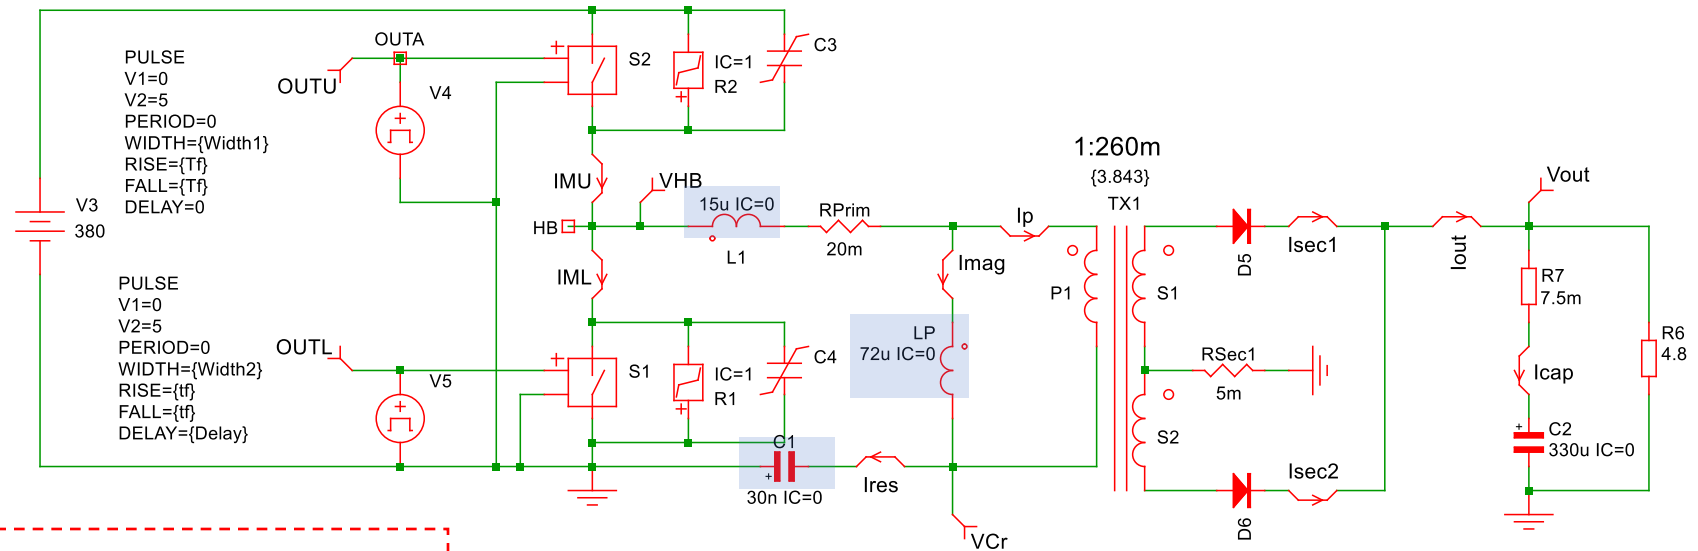 PULSE
V1=0
V2=5
PERIOD=0
WIDTH={Width1}
RISE={Tf}
FALL={Tf}
DELAY=0
OUTA
OUTU
V4
S2
IC=1
R2
C3
V3
380
IMU
HB
VHB
15u IC=0
L1
RPrim
20m
Ip
1:260m
{3.843}
TX1
Imag
P1
S1
D5
Isec1
Iout
Vout
R7
7.5m
R6
4.8
IML
PULSE
V1=0
V2=5
PERIOD=0
WIDTH={Width2}
RISE={tf}
FALL={tf}
DELAY={Delay}
OUTL
V5
S1
IC=1
R1
C4
LP
72u IC=0
RSec1
5m
Icap
S2
C2
330u IC=0
C1
30n IC=0
Ires
VCr
Isec2
D6